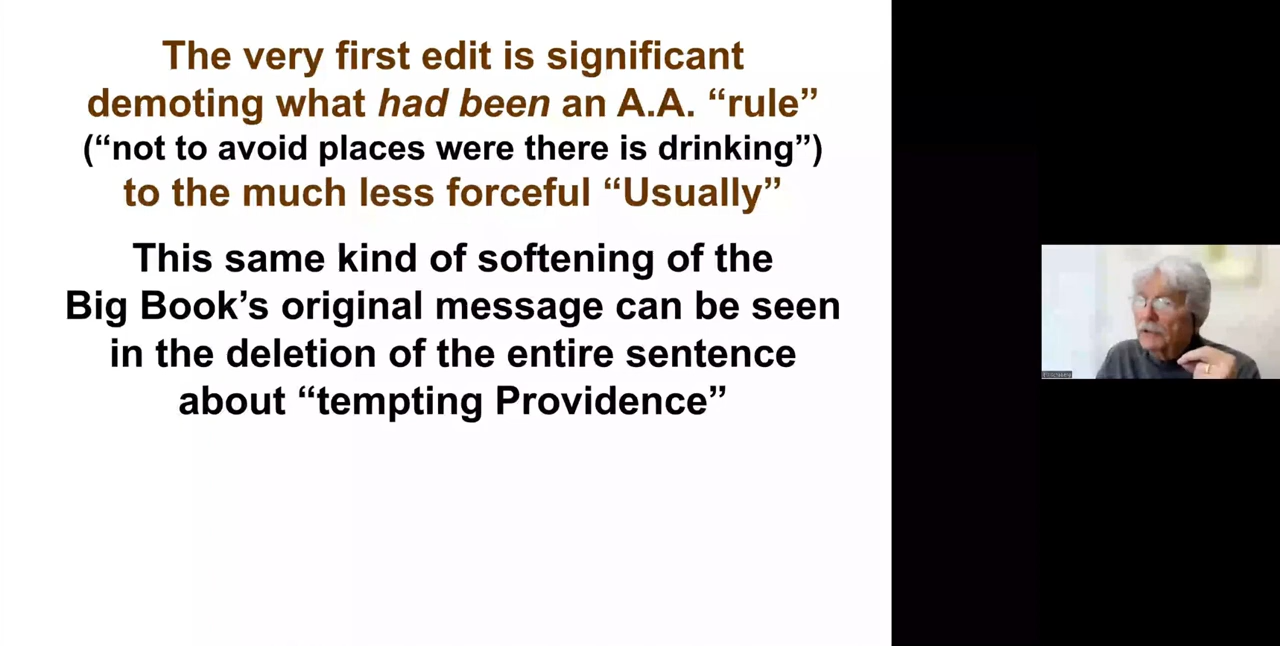 The very first edit is significant
demoting what had been an A.A. “rule”
(“not to avoid places were there is drinking”)
to the much less forceful “Usually”
This same kind of softening of the
Big Book’s original message can be seen
in the deletion of the entire sentence
about “tempting Providence”